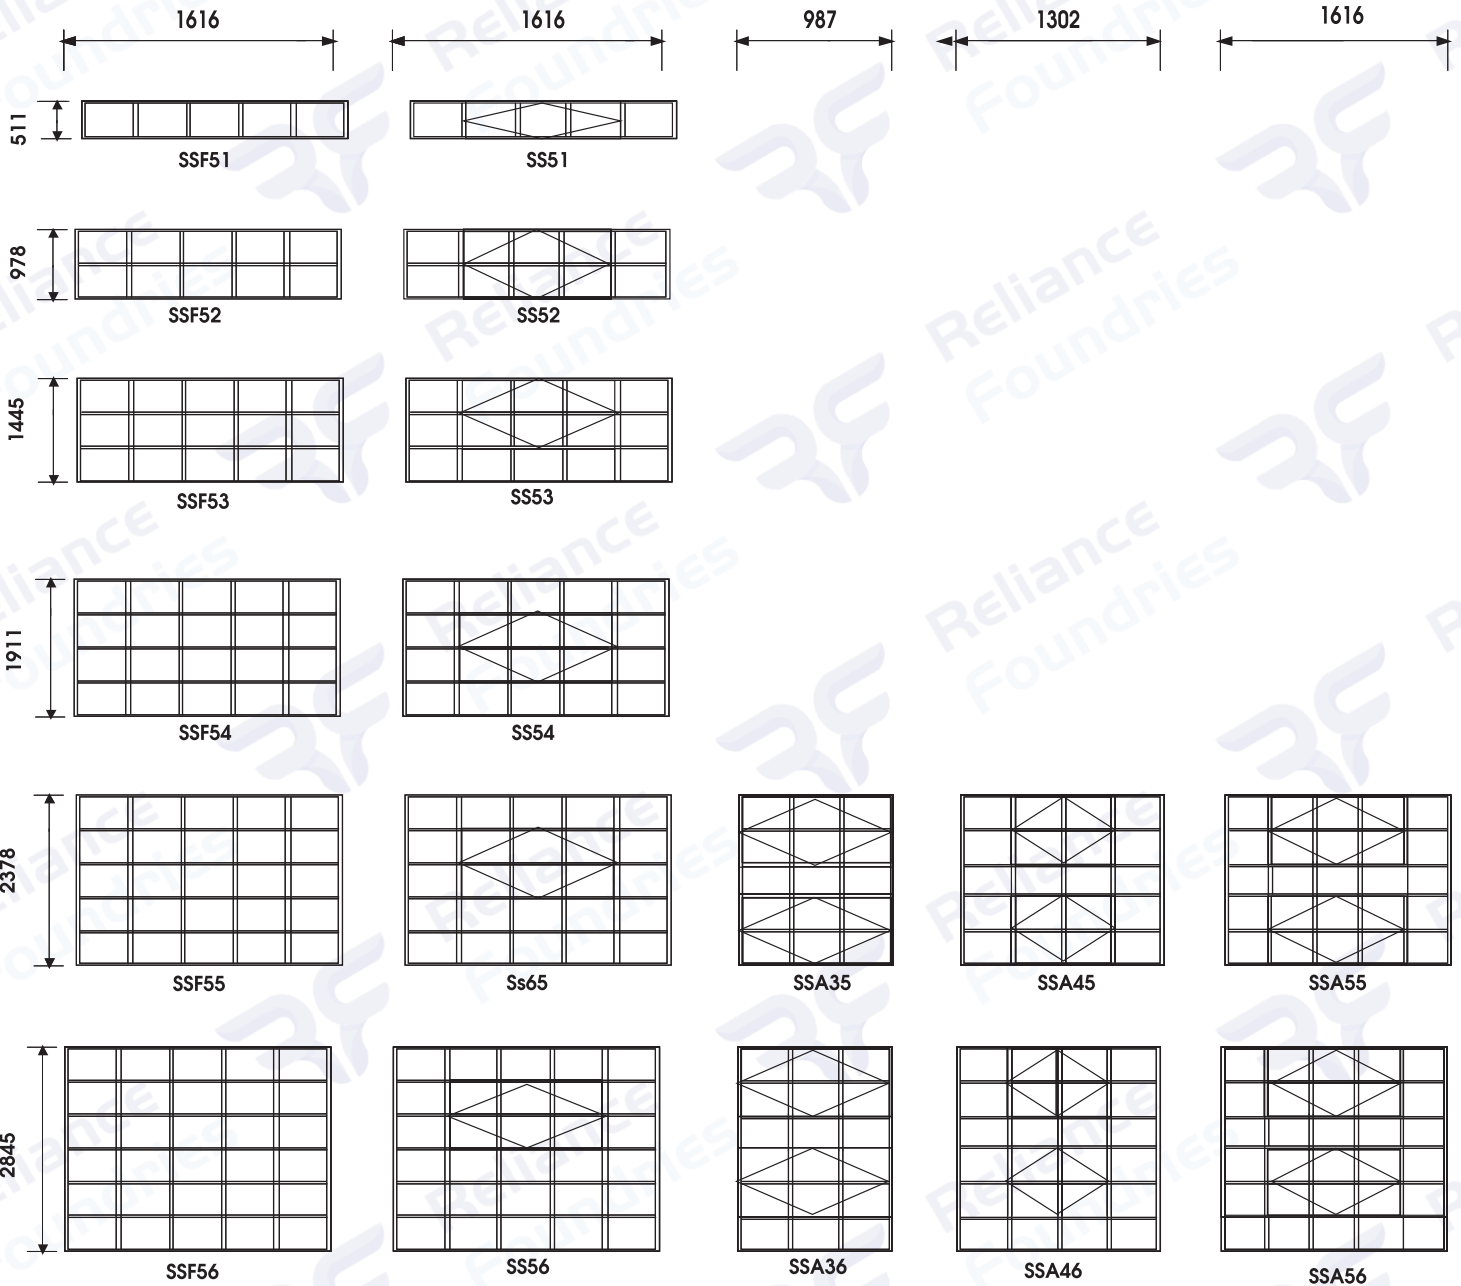 1616 1616 987 1302 1616
511
SSF51 SS51
978
SSF52 SS52
1445
SSF53 SS53
1911
SSF54 SS54
2378
SSF55 Ss65 SSA35 SSA45 SSA55
2845
SSF56 SS56 SSA36 SSA46 SSA56
Reliance
Foundries